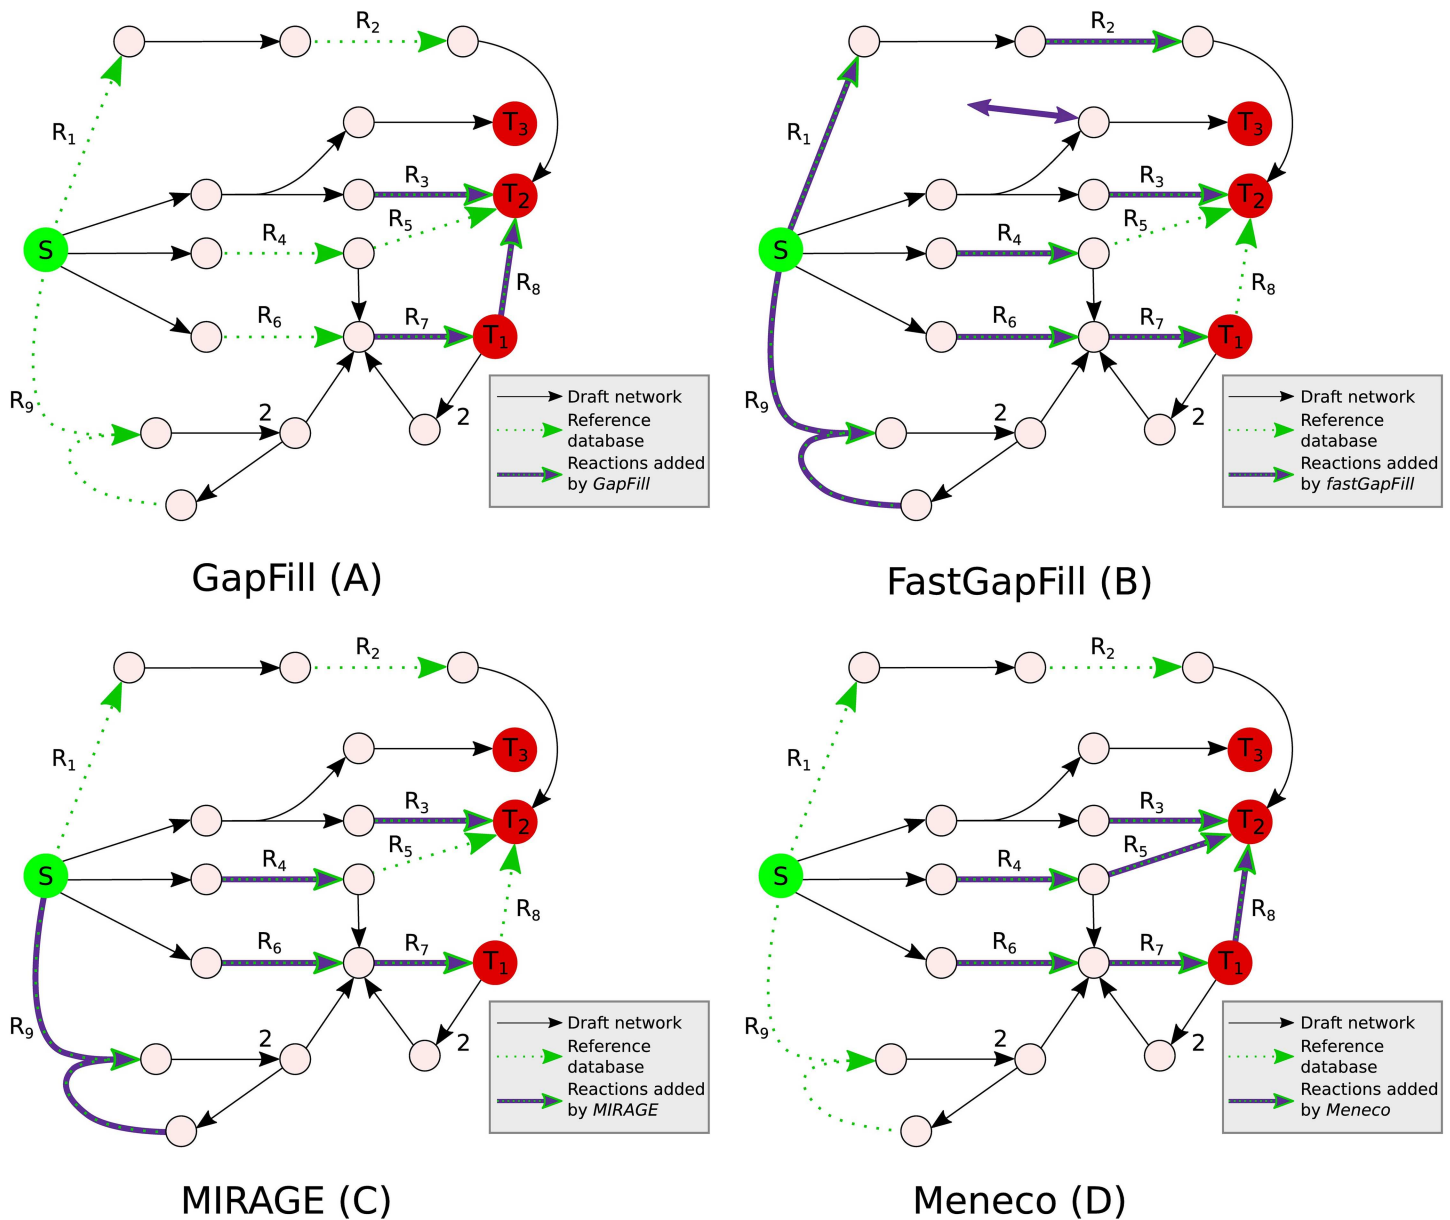 R2
R1
T3
R3
T2
R5
R4
S
R8
R6
R7
T1
R9
2
2
Draft network
Reference
database
Reactions added
by GapFill
GapFill (A)
R2
R1
T3
R3
T2
R5
R4
S
R8
R6
R7
T1
R9
2
2
Draft network
Reference
database
Reactions added
by fastGapFill
FastGapFill (B)
R2
R1
T3
R3
T2
R5
R4
S
R8
R6
R7
T1
R9
2
2
Draft network
Reference
database
Reactions added
by MIRAGE
MIRAGE (C)
R2
R1
T3
R3
T2
R5
R4
S
R8
R6
R7
T1
R9
2
2
Draft network
Reference
database
Reactions added
by Meneco
Meneco (D)